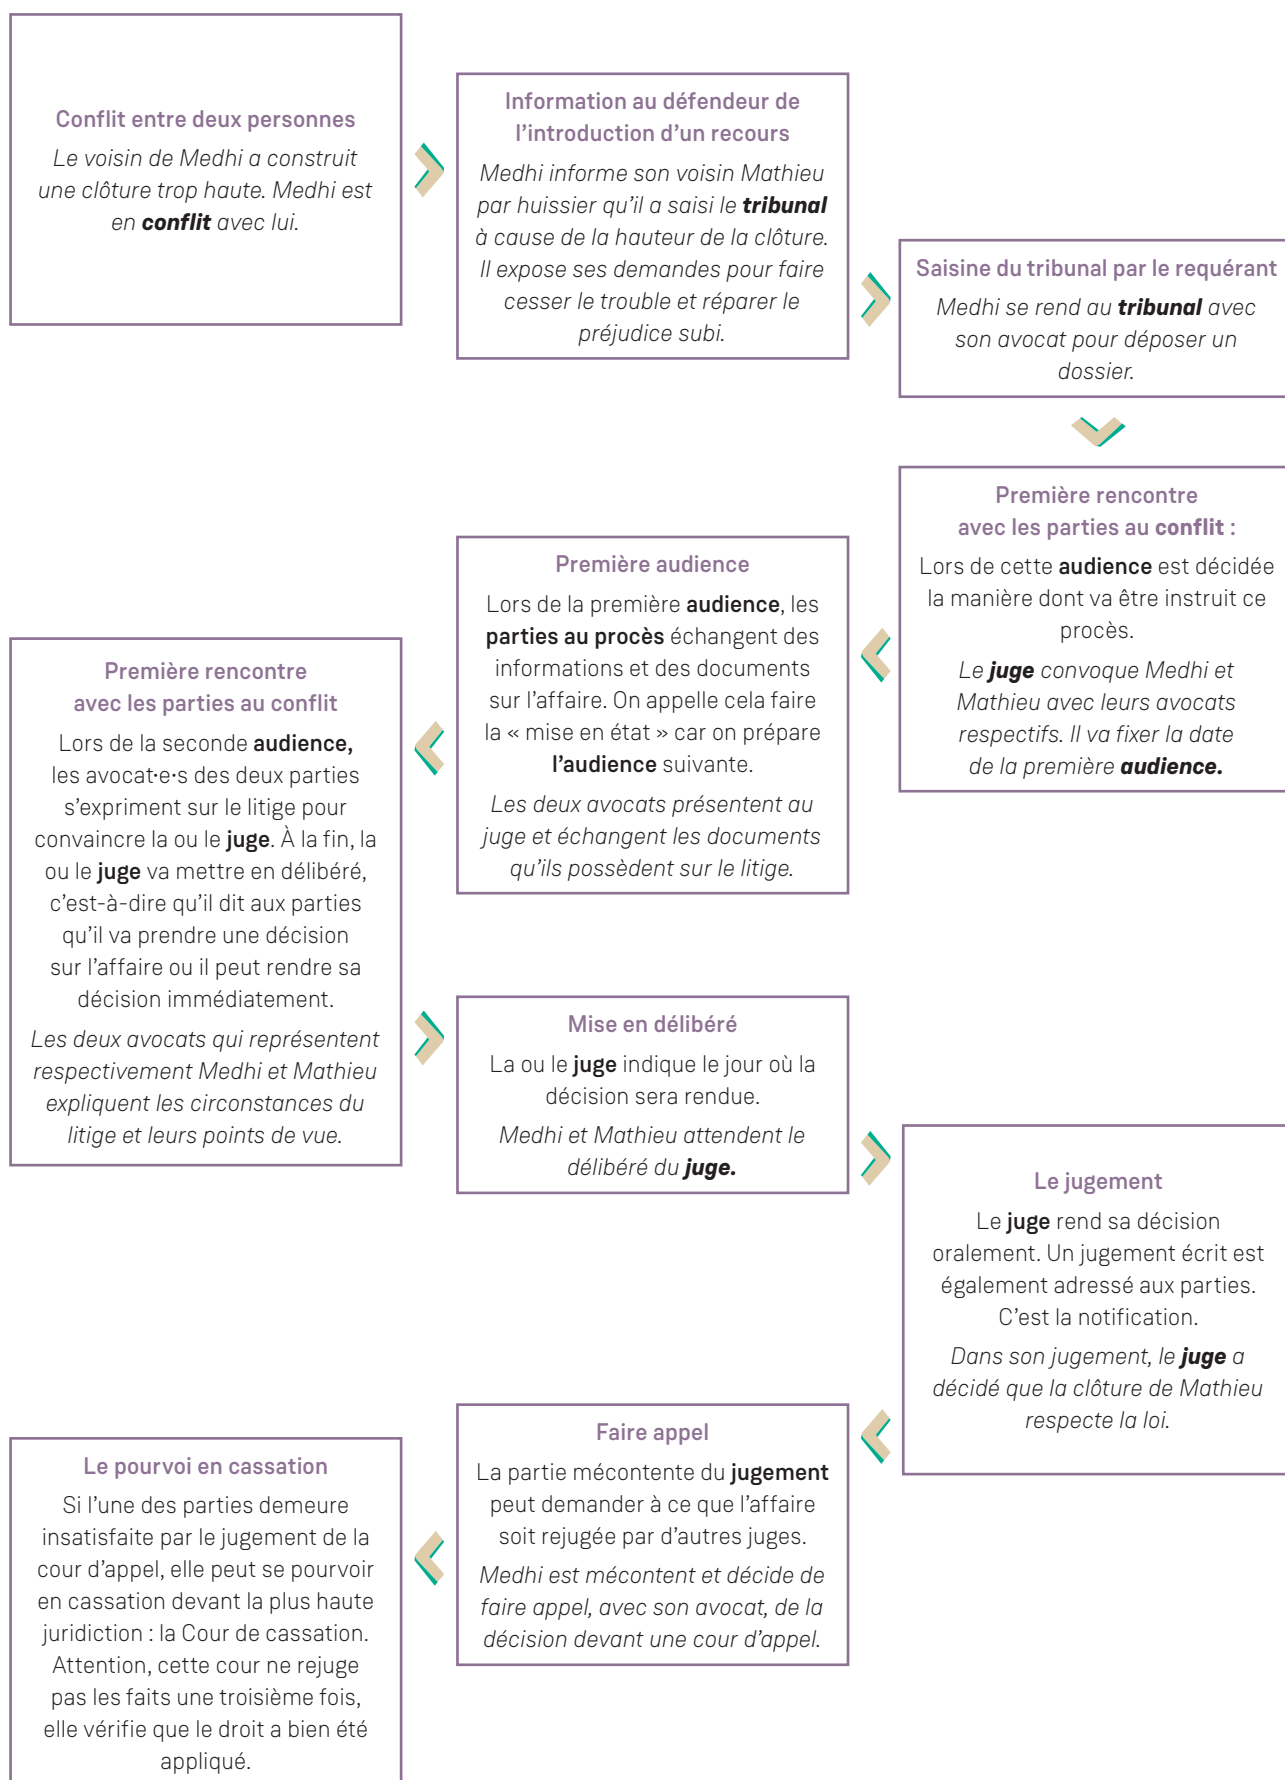 Conflit entre deux personnes
Le voisin de Medhi a construit
une clôture trop haute. Medhi est
en conflit avec lui.
Information au défendeur de
l’introduction d’un recours
Medhi informe son voisin Mathieu
par huissier qu’il a saisi le tribunal
à cause de la hauteur de la clôture.
Il expose ses demandes pour faire
cesser le trouble et réparer le
préjudice subi.
Saisine du tribunal par le requérant
Medhi se rend au tribunal avec
son avocat pour déposer un
dossier.
Première rencontre
avec les parties au conflit :
Lors de cette audience est décidée
la manière dont va être instruit ce
procès.
Le juge convoque Medhi et
Mathieu avec leurs avocats
respectifs. Il va fixer la date
de la première audience.
Première audience
Lors de la première audience, les
parties au procès échangent des
informations et des documents
sur l’affaire. On appelle cela faire
la « mise en état » car on prépare
l’audience suivante.
Les deux avocats présentent au
juge et échangent les documents
qu’ils possèdent sur le litige.
Première rencontre
avec les parties au conflit
Lors de la seconde audience,
les avocat·e·s des deux parties
s’expriment sur le litige pour
convaincre la ou le juge. À la fin, la
ou le juge va mettre en délibéré,
c’est-à-dire qu’il dit aux parties
qu’il va prendre une décision
sur l’affaire ou il peut rendre sa
décision immédiatement.
Les deux avocats qui représentent
respectivement Medhi et Mathieu
expliquent les circonstances du
litige et leurs points de vue.
Mise en délibéré
La ou le juge indique le jour où la
décision sera rendue.
Medhi et Mathieu attendent le
délibéré du juge.
Le jugement
Le juge rend sa décision
oralement. Un jugement écrit est
également adressé aux parties.
C’est la notification.
Dans son jugement, le juge a
décidé que la clôture de Mathieu
respecte la loi.
Faire appel
La partie mécontente du jugement
peut demander à ce que l’affaire
soit rejugée par d’autres juges.
Medhi est mécontent et décide de
faire appel, avec son avocat, de la
décision devant une cour d’appel.
Le pourvoi en cassation
Si l’une des parties demeure
insatisfaite par le jugement de la
cour d’appel, elle peut se pourvoir
en cassation devant la plus haute
juridiction : la Cour de cassation.
Attention, cette cour ne rejuge
pas les faits une troisième fois,
elle vérifie que le droit a bien été
appliqué.